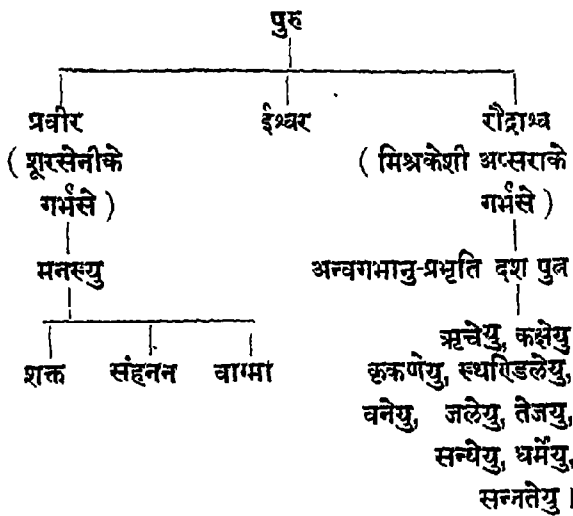 पुरु
प्रवीर ईश्वर रौद्राश्व
( शूरसेनीके ( मिश्रकेशी अप्सराके
गर्भसे ) गर्भसे )
मनस्यु अन्वगभानु-प्रभृति दश पुत्र
ऋचेयु, कक्षेयु
शक्त संहनन वाग्मा कृकणेयु, स्थण्डिलेयु,
वनेयु, जलेयु, तेजयु,
सन्येयु, धर्मेयु,
सन्नतेयु ।